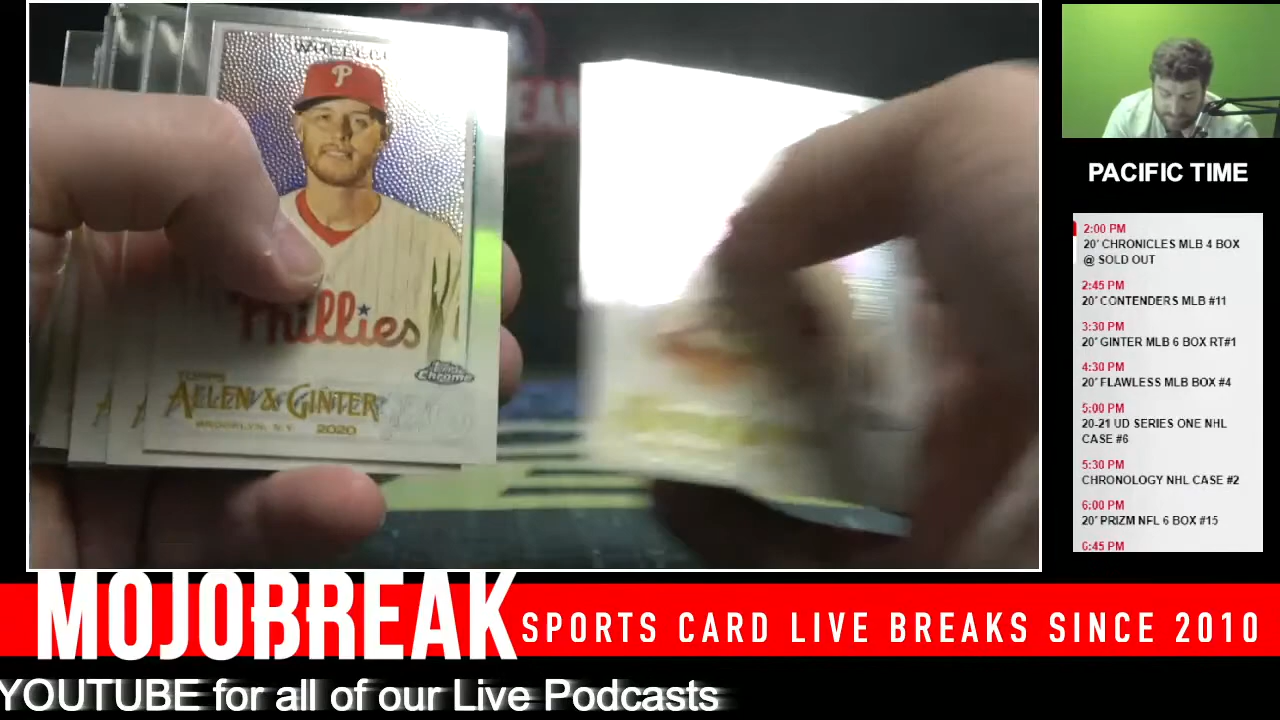 P
Phillies
Topps
Chrome
TOPPS
ALLEN & GINTER
BROOKLYN, N.Y. 2020
PACIFIC TIME
2:00 PM
20' CHRONICLES MLB 4 BOX
@ SOLD OUT
2:45 PM
20' CONTENDERS MLB #11
3:30 PM
20' GINTER MLB 6 BOX RT#1
4:30 PM
20' FLAWLESS MLB BOX #4
5:00 PM
20-21 UD SERIES ONE NHL
CASE #6
5:30 PM
CHRONOLOGY NHL CASE #2
6:00 PM
20' PRIZM NFL 6 BOX #15
6:45 PM
MOJOBREAK
SPORTS CARD LIVE BREAKS SINCE 2010
YOUTUBE for all of our Live Podcasts